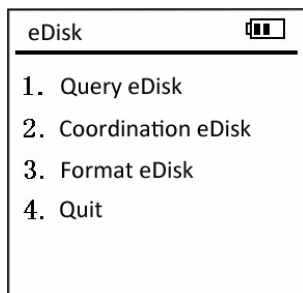 eDisk
1. Query eDisk
2. Coordination eDisk
3. Format eDisk
4. Quit